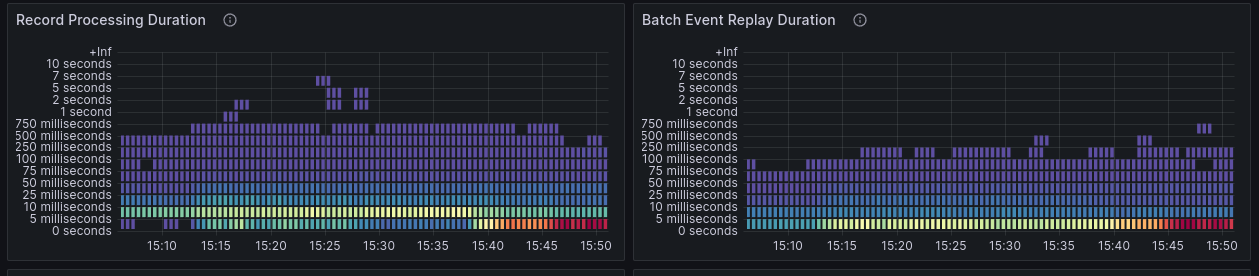 Record Processing Duration
+Inf
10 seconds
7 seconds
5 seconds
2 seconds
1 second
750 milliseconds
500 milliseconds
250 milliseconds
100 milliseconds
75 milliseconds
50 milliseconds
25 milliseconds
10 milliseconds
5 milliseconds
0 seconds
15:10 15:15 15:20 15:25 15:30 15:35 15:40 15:45 15:50
Batch Event Replay Duration
+Inf
10 seconds
7 seconds
5 seconds
2 seconds
1 second
750 milliseconds
500 milliseconds
250 milliseconds
100 milliseconds
75 milliseconds
50 milliseconds
25 milliseconds
10 milliseconds
5 milliseconds
0 seconds
15:10 15:15 15:20 15:25 15:30 15:35 15:40 15:45 15:50